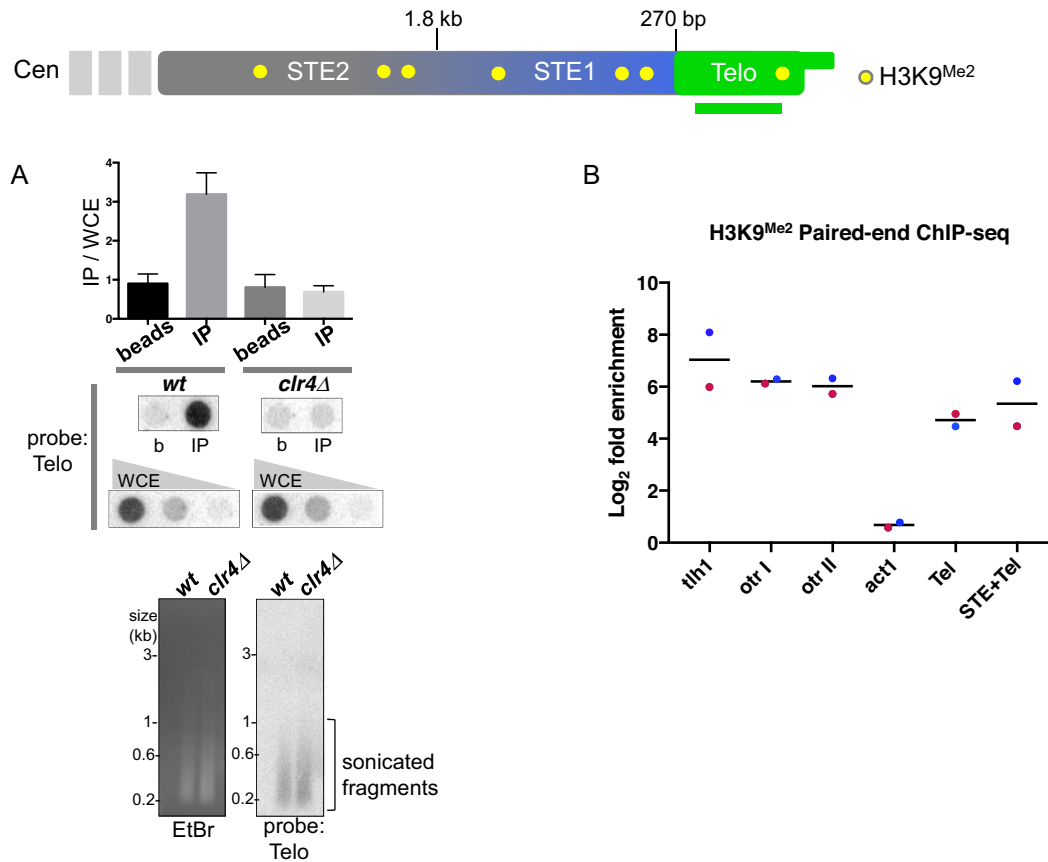 1.8 kb
270 bp
Cen
STE2
STE1
Telo
H3K9Me2
A
IP / WCE
4
3
2
1
0
beads
IP
beads
IP
wt
clr4Δ
probe:
Telo
b
IP
b
IP
WCE
WCE
wt
clr4Δ
wt
clr4Δ
size
(kb)
3-
1-
0.6-
0.2-
3-
1-
0.6-
0.2-
sonicated
fragments
EtBr
probe:
Telo
B
H3K9Me2 Paired-end ChIP-seq
Log2 fold enrichment
10
8
6
4
2
0
tlh1
otr I
otr II
act1
Tel
STE+Tel